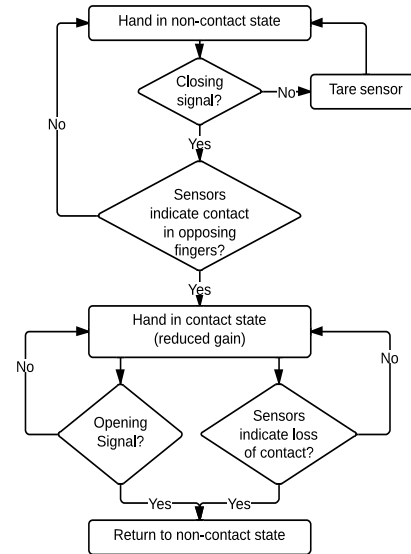 Hand in non-contact state
Closing
signal?
No
Tare sensor
No
Yes
Sensors
indicate contact
in opposing
fingers?
Yes
Hand in contact state
(reduced gain)
No
No
Opening
Signal?
Sensors
indicate loss
of contact?
Yes
Yes
Return to non-contact state